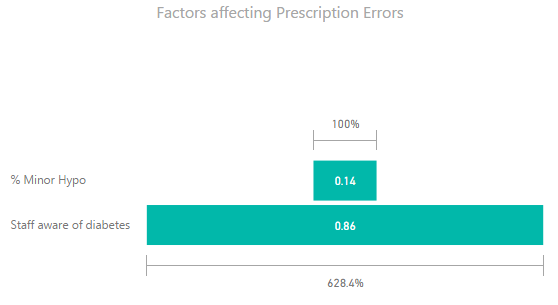 Factors affecting Prescription Errors
100%
% Minor Hypo
0.14
Staff aware of diabetes
0.86
628.4%